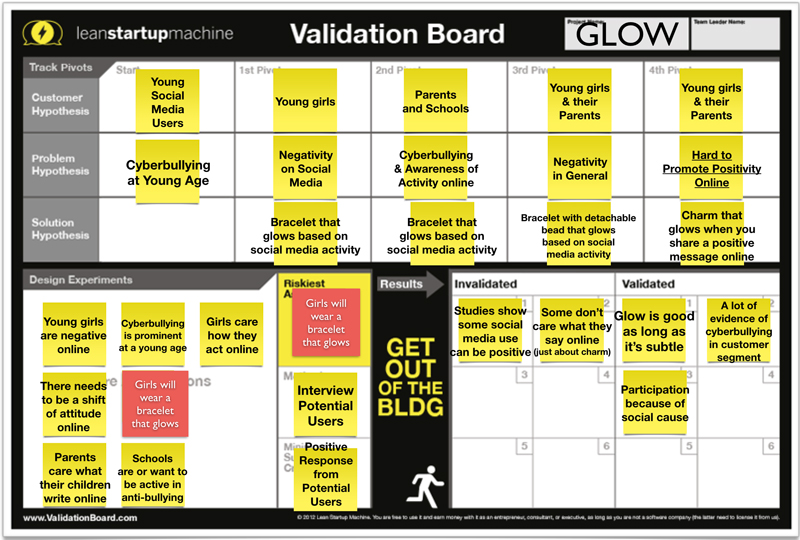 leanstartupmachine
Validation Board
Project Name:
GLOW
Team Leader Name:
Track Pivots
Start
1st Pivot
2nd Pivot
3rd Pivot
4th Pivot
Customer
Hypothesis
Young
Social
Media
Users
Young girls
Parents
and Schools
Young girls
& their
Parents
Young girls
& their
Parents
Problem
Hypothesis
Cyberbullying
at Young Age
Negativity
on Social
Media
Cyberbullying
& Awareness of
Activity online
Negativity
in General
Hard to
Promote Positivity
Online
Solution
Hypothesis
Bracelet that
glows based on
social media activity
Bracelet that
glows based on
social media activity
Bracelet with detachable
bead that glows
based on social
media activity
Charm that
glows when you
share a positive
message online
Design Experiments
Young girls
are negative
online
Cyberbullying
is prominent
at a young age
Girls care
how they
act online
There needs
to be a shift
of attitude
online
Girls will
wear a
bracelet
that glows
Parents
care what
their children
write online
Schools
are or want to
be active in
anti-bullying
Riskiest
Girls will
wear a
bracelet
that glows
Interview
Potential
Users
Positive
Response
from
Potential
Users
Results
GET
OUT
OF THE
BLDG
Invalidated
Studies show
some social
media use
can be positive
2
Some don't
care what they
say online
(just about charm)
3
4
5
6
Validated
1
Glow is good
as long as
it's subtle
2
A lot of
evidence of
cyberbullying
in customer
segment
3
4
Participation
because of
social cause
5
6
www.ValidationBoard.com
© 2012 Lean Startup Machine. You are free to use it and earn money with it as an entrepreneur, consultant, or executive, as long as you are not a software company (the latter need to license it from us).